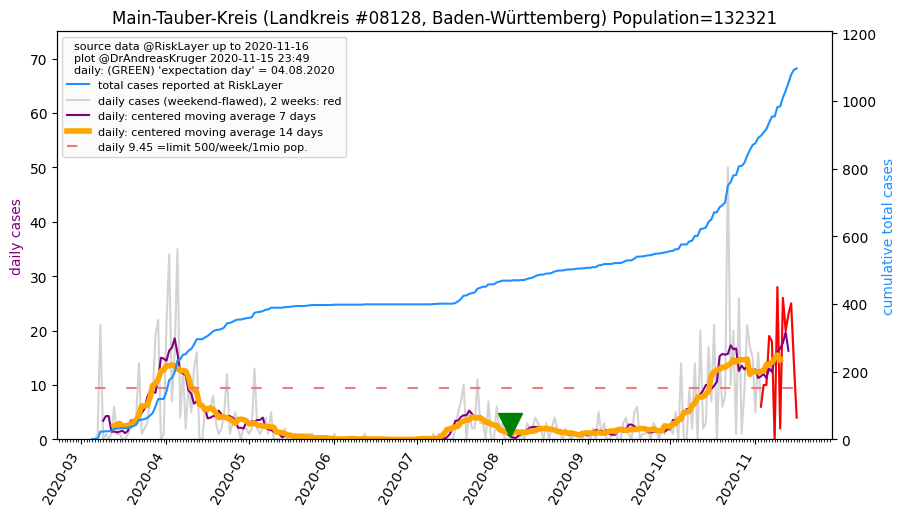 Main-Tauber-Kreis (Landkreis #08128, Baden-Württemberg) Population=132321
source data @RiskLayer up to 2020-11-16
plot @DrAndreasKruger 2020-11-15 23:49
daily: (GREEN) 'expectation day' = 04.08.2020
total cases reported at RiskLayer
daily cases (weekend-flawed), 2 weeks: red
daily: centered moving average 7 days
daily: centered moving average 14 days
daily 9.45 =limit 500/week/1mio pop.
daily cases
70
60
50
40
30
20
10
0
cumulative total cases
1200
1000
800
600
400
200
0
2020-03
2020-04
2020-05
2020-06
2020-07
2020-08
2020-09
2020-10
2020-11